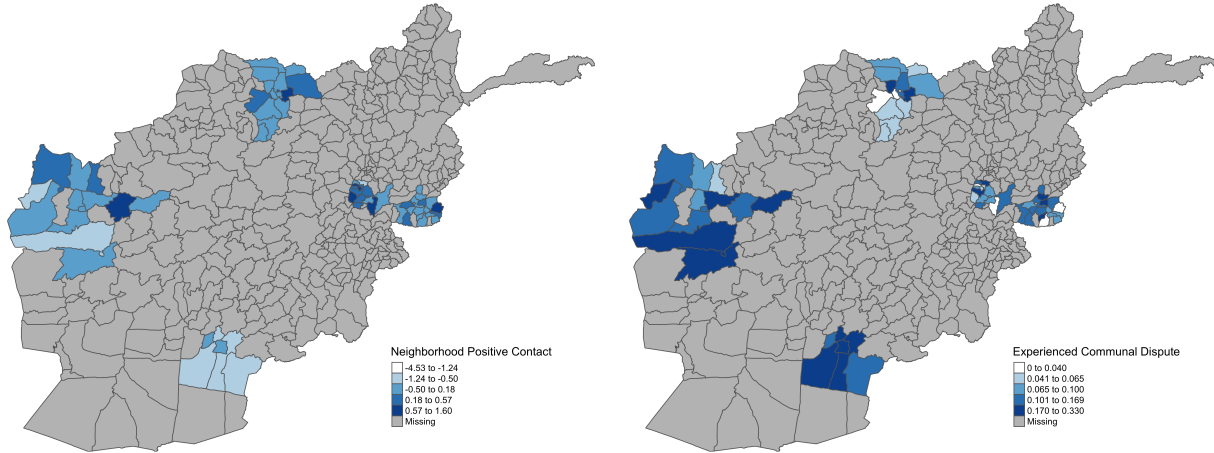 Neighborhood Positive Contact
-4.53 to -1.24
-1.24 to -0.50
-0.50 to 0.18
0.18 to 0.57
0.57 to 1.60
Missing
Experienced Communal Dispute
0 to 0.040
0.041 to 0.065
0.065 to 0.100
0.101 to 0.169
0.170 to 0.330
Missing